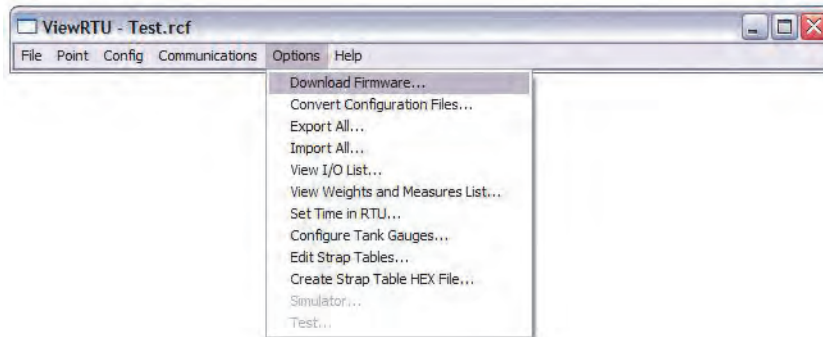 ViewRTU - Test.rcf
File Point Config Communications Options Help
Download Firmware...
Convert Configuration Files...
Export All...
Import All...
View I/O List...
View Weights and Measures List...
Set Time in RTU...
Configure Tank Gauges...
Edit Strap Tables...
Create Strap Table HEX File...
Simulator...
Test...